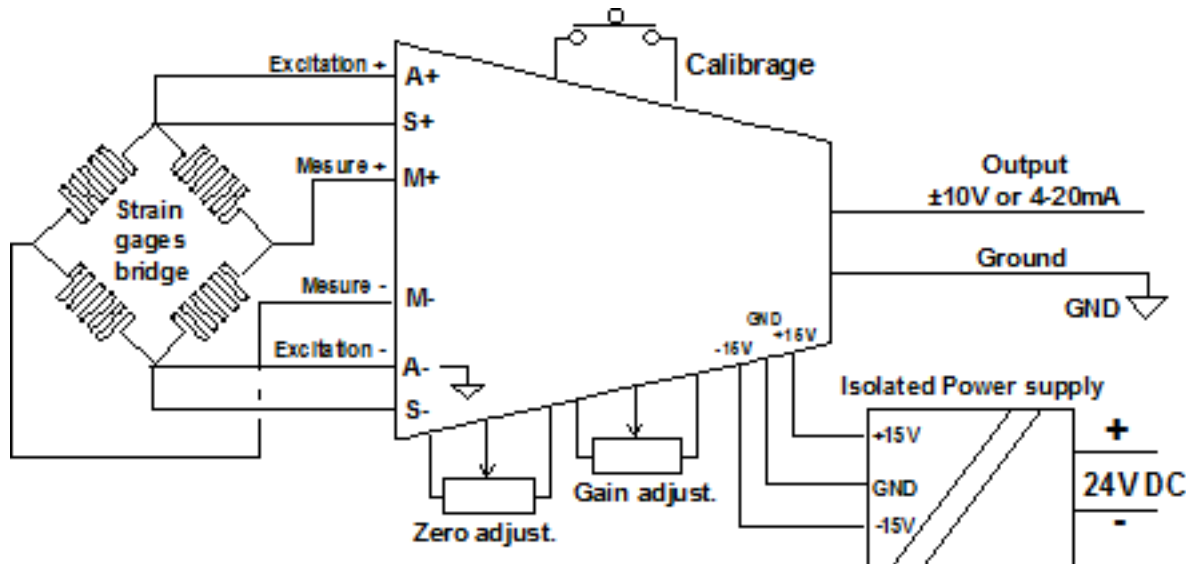 Calibrage
Excitation +
A+
S+
Mesure +
M+
Strain
gages
bridge
Mesure -
M-
Excitation -
A-
S-
Output
±10V or 4-20mA
Ground
GND
GND
-15V
+15V
Zero adjust.
Gain adjust.
Isolated Power supply
+15V
GND
-15V
+
24V DC
-